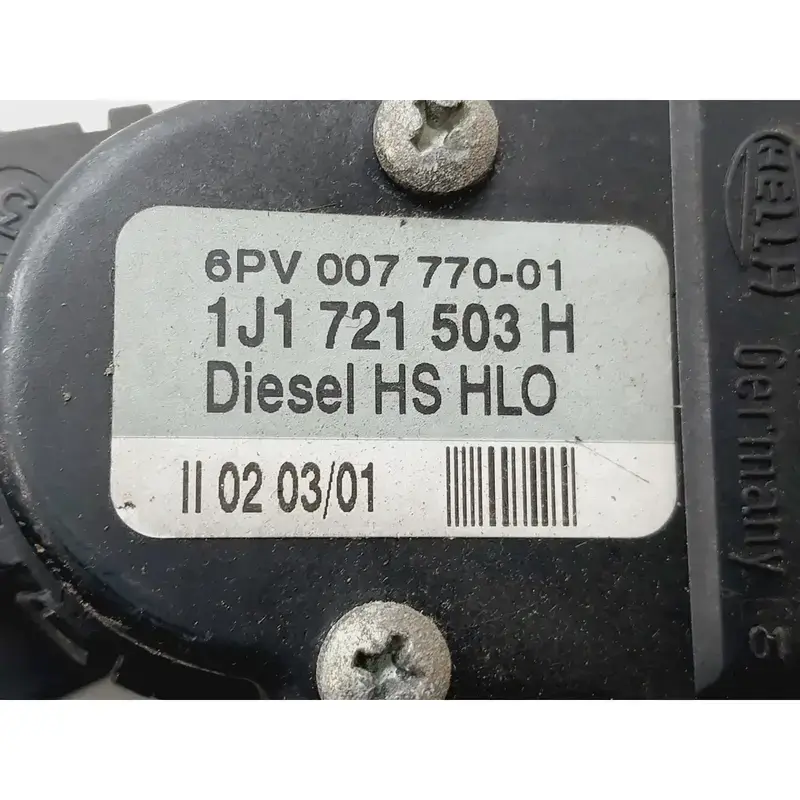 6PV 007 770-01
1J1 721 503 H
Diesel HS HLO
II 02 03/01
HELLA
Germany